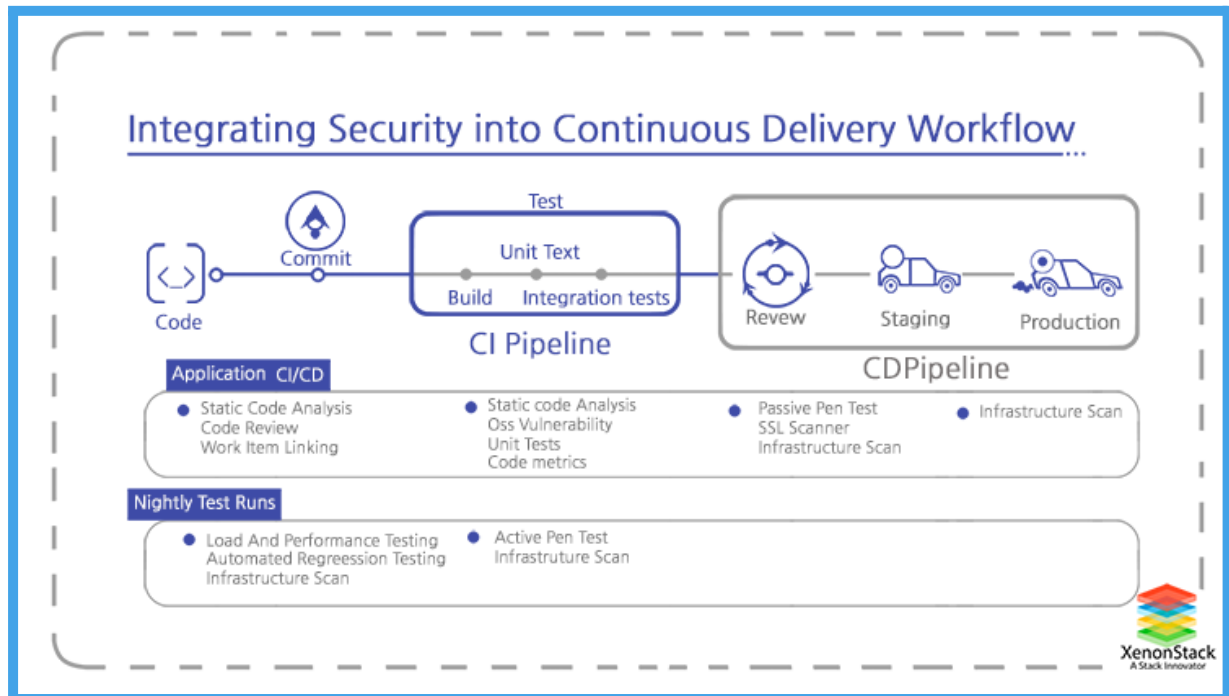 Integrating Security into Continuous Delivery Workflow
Test
Commit
Unit Text
Code
Build
Integration tests
Revew
Staging
Production
CI Pipeline
CDPipeline
Application CI/CD
Static Code Analysis
Code Review
Work Item Linking
Static code Analysis
Oss Vulnerability
Unit Tests
Code metrics
Passive Pen Test
SSL Scanner
Infrastructure Scan
Infrastructure Scan
Nightly Test Runs
Load And Performance Testing
Automated Regreession Testing
Infrastructure Scan
Active Pen Test
Infrastruture Scan
XenonStack
A Stack Innovator